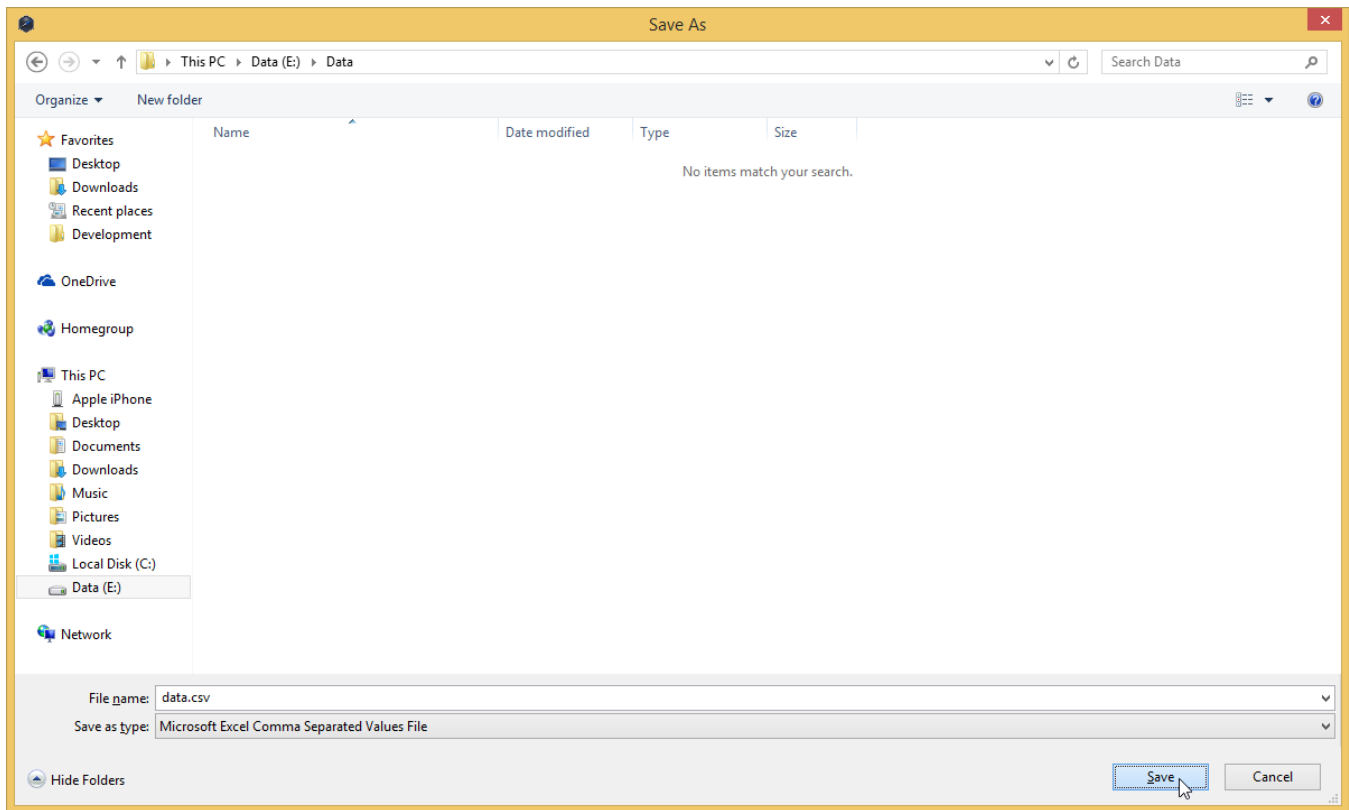 Save As
This PC Data (E:) Data
Search Data
Organize New folder
Name Date modified Type Size
No items match your search.
Favorites
Desktop
Downloads
Recent places
Development
OneDrive
Homegroup
This PC
Apple iPhone
Desktop
Documents
Downloads
Music
Pictures
Videos
Local Disk (C:)
Data (E:)
Network
File name: data.csv
Save as type: Microsoft Excel Comma Separated Values File
Hide Folders
Save Cancel